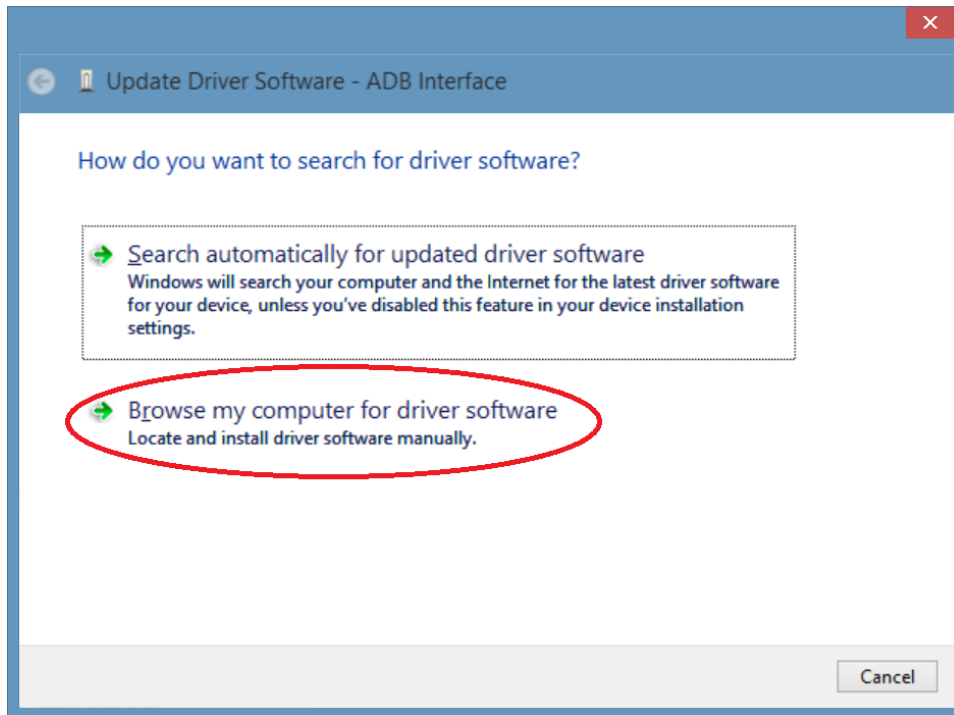 Update Driver Software - ADB Interface
How do you want to search for driver software?
Search automatically for updated driver software
Windows will search your computer and the Internet for the latest driver software
for your device, unless you've disabled this feature in your device installation
settings.
Browse my computer for driver software
Locate and install driver software manually.
Cancel